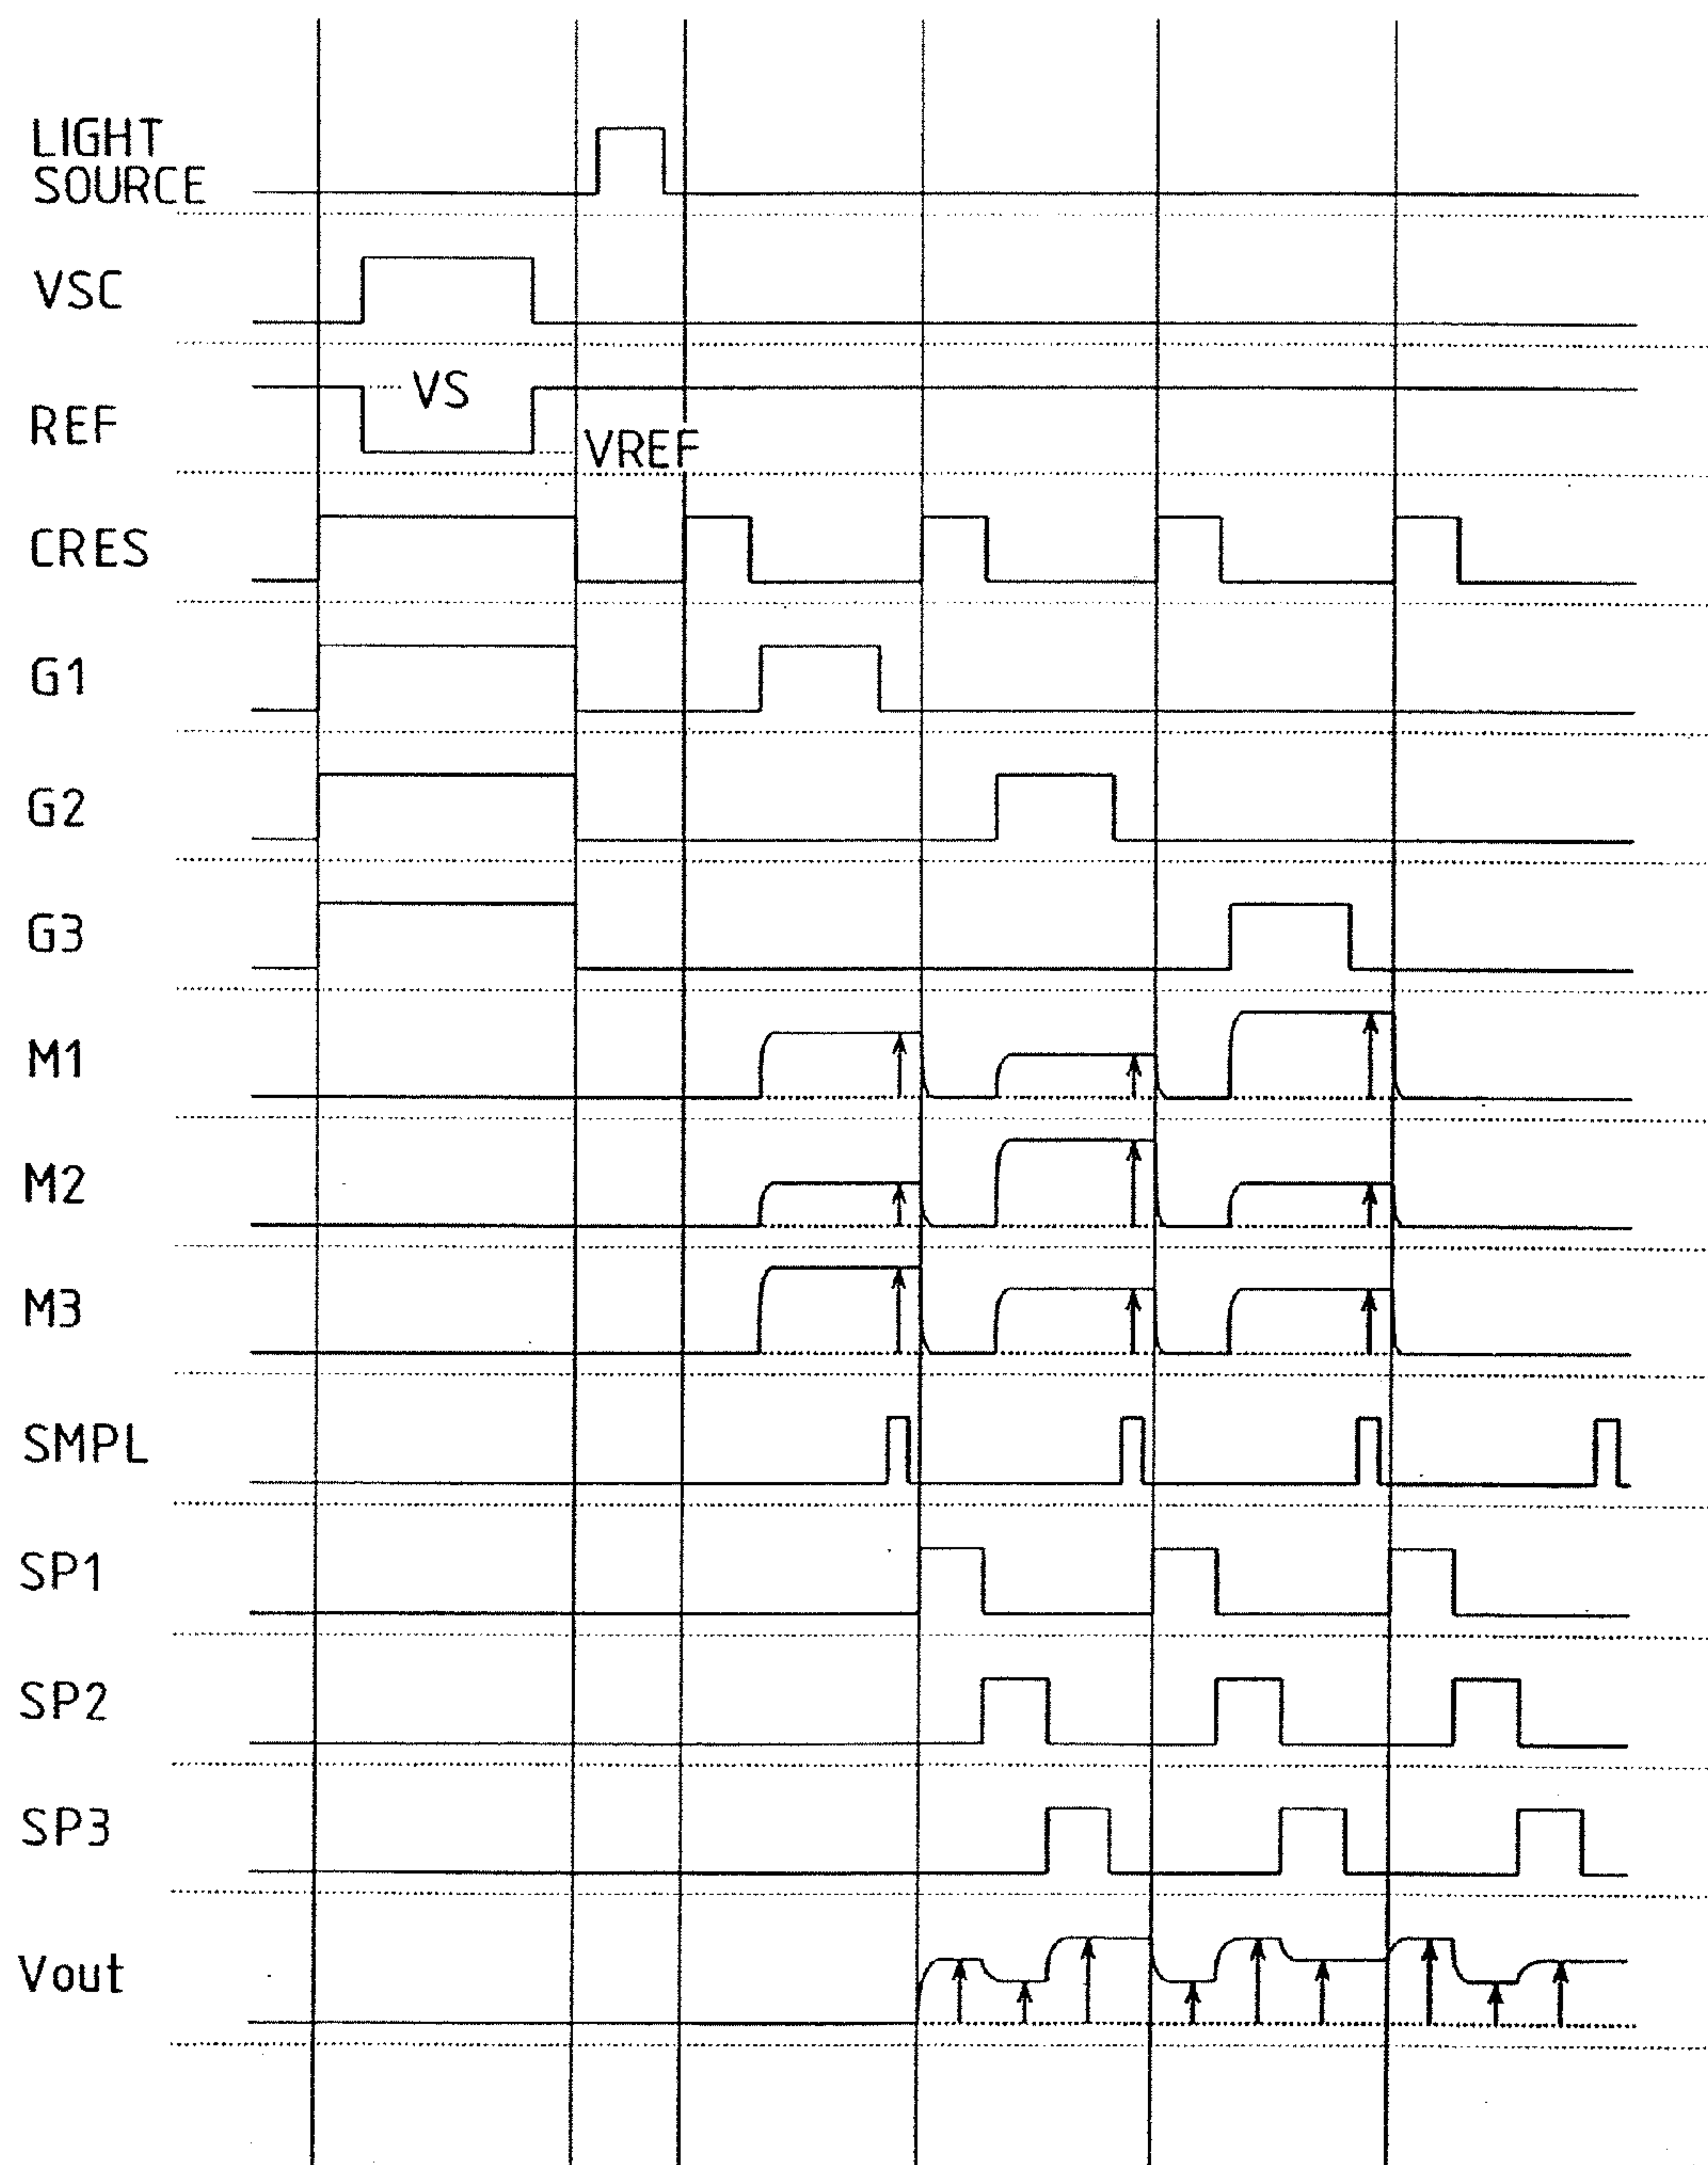 LIGHT
SOURCE
VSC
VS
REF
VREF
CRES
G1
G2
G3
M1
M2
M3
SMPL
SP1
SP2
SP3
Vout